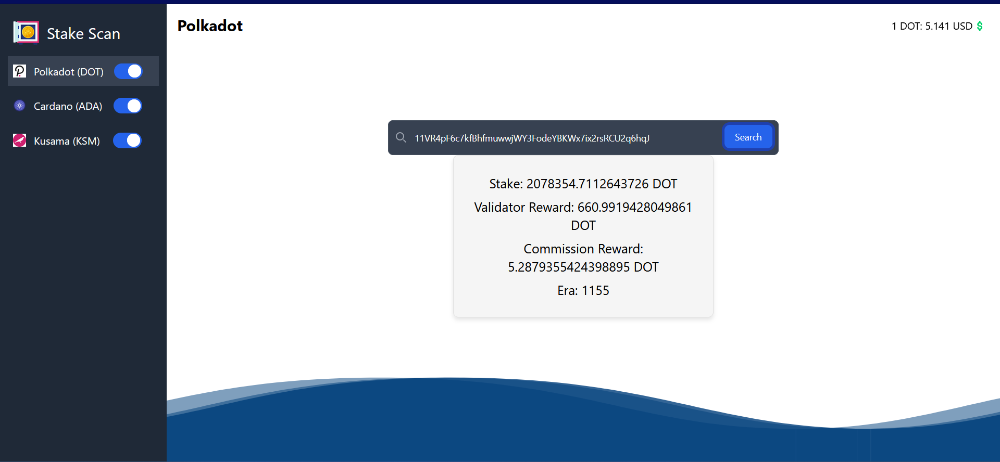 Stake Scan
Polkadot (DOT)
Cardano (ADA)
Kusama (KSM)
Polkadot
1 DOT: 5.141 USD $
11VR4pF6c7kfBhfmuwwjWY3FodeYBKWx7ix2rsRCU2q6hqJ
Search
Stake: 2078354.7112643726 DOT
Validator Reward: 660.9919428049861
DOT
Commission Reward:
5.2879355424398895 DOT
Era: 1155